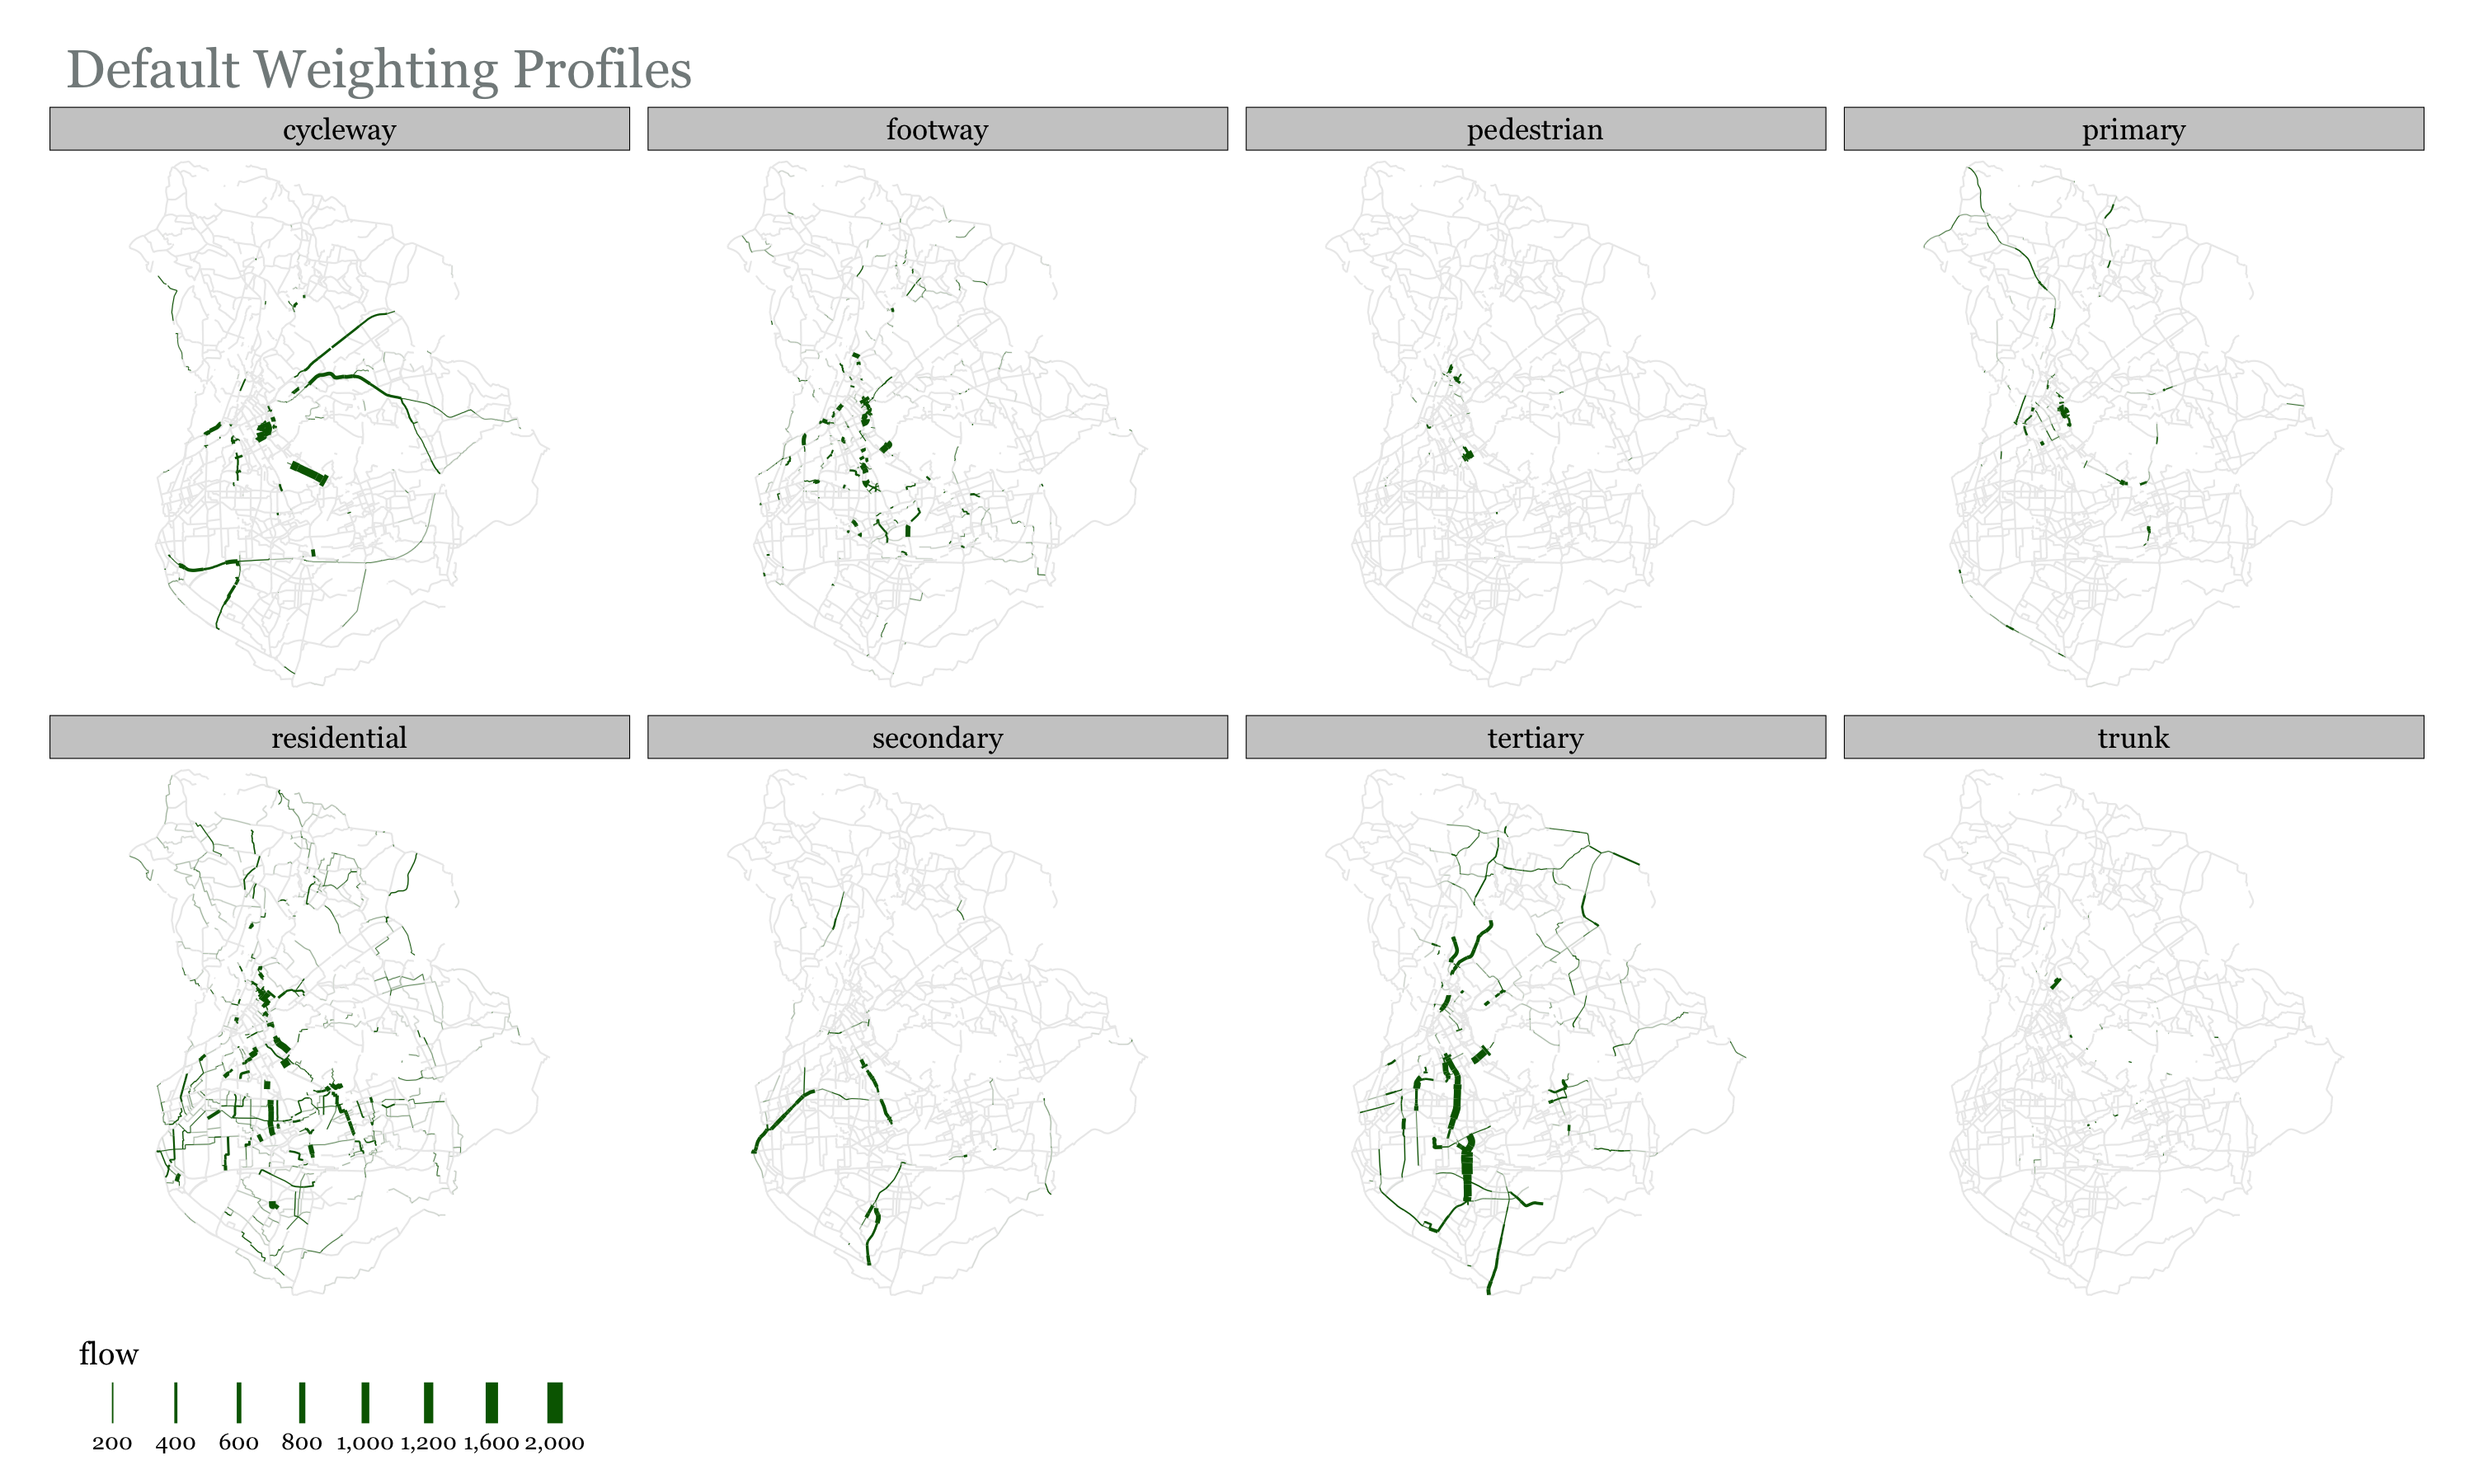 Default Weighting Profiles
cycleway footway pedestrian primary
residential secondary tertiary trunk
flow
200 400 600 800 1,000 1,200 1,600 2,000